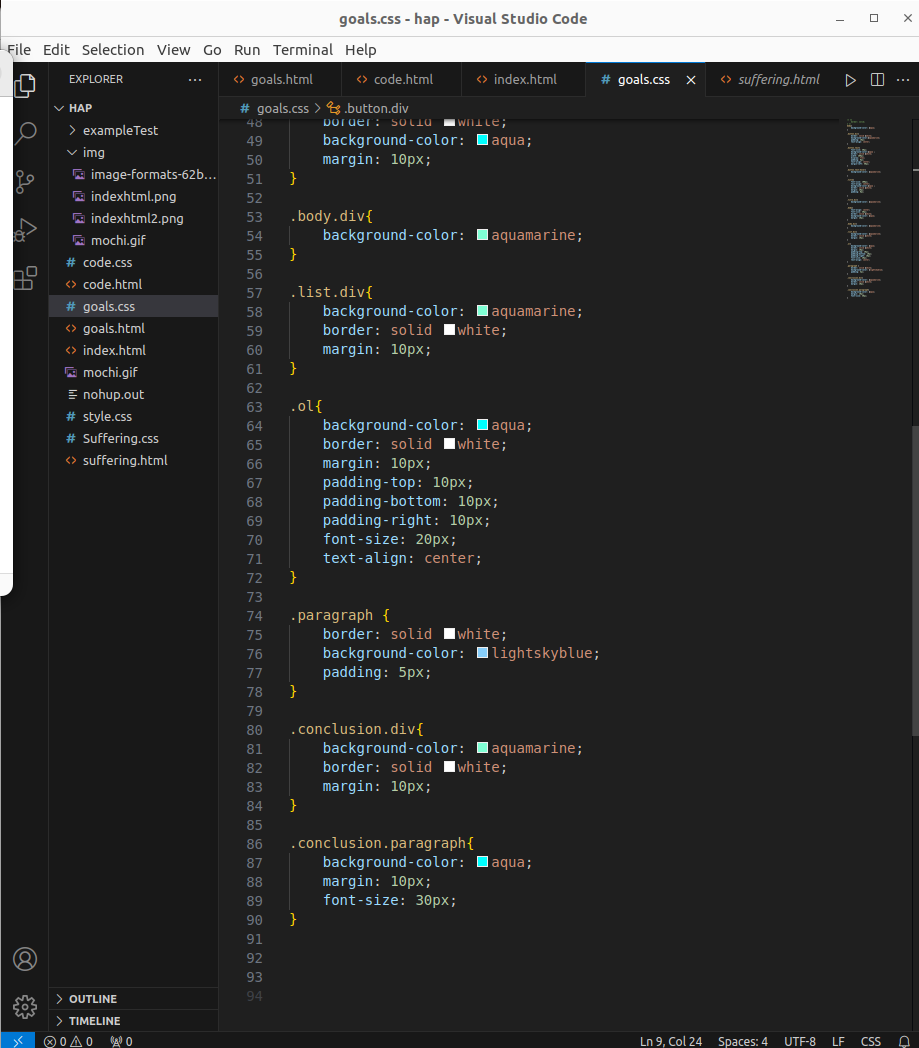 goals.css - hap - Visual Studio Code
File Edit Selection View Go Run Terminal Help
EXPLORER
HAP
exampleTest
img
image-formats-62b...
indexhtml.png
indexhtml2.png
mochi.gif
code.css
code.html
goals.css
goals.html
index.html
mochi.gif
nohup.out
style.css
Suffering.css
suffering.html
OUTLINE
TIMELINE
goals.html code.html index.html goals.css suffering.html
goals.css > .button.div
48 border: solid white;
49 background-color: aqua;
50 margin: 10px;
51 }
52
53 .body.div{
54 background-color: aquamarine;
55 }
56
57 .list.div{
58 background-color: aquamarine;
59 border: solid white;
60 margin: 10px;
61 }
62
63 .ol{
64 background-color: aqua;
65 border: solid white;
66 margin: 10px;
67 padding-top: 10px;
68 padding-bottom: 10px;
69 padding-right: 10px;
70 font-size: 20px;
71 text-align: center;
72 }
73
74 .paragraph {
75 border: solid white;
76 background-color: lightskyblue;
77 padding: 5px;
78 }
79
80 .conclusion.div{
81 background-color: aquamarine;
82 border: solid white;
83 margin: 10px;
84 }
85
86 .conclusion.paragraph{
87 background-color: aqua;
88 margin: 10px;
89 font-size: 30px;
90 }
91
92
93
94
0 0 0 Ln 9, Col 24 Spaces: 4 UTF-8 LF CSS